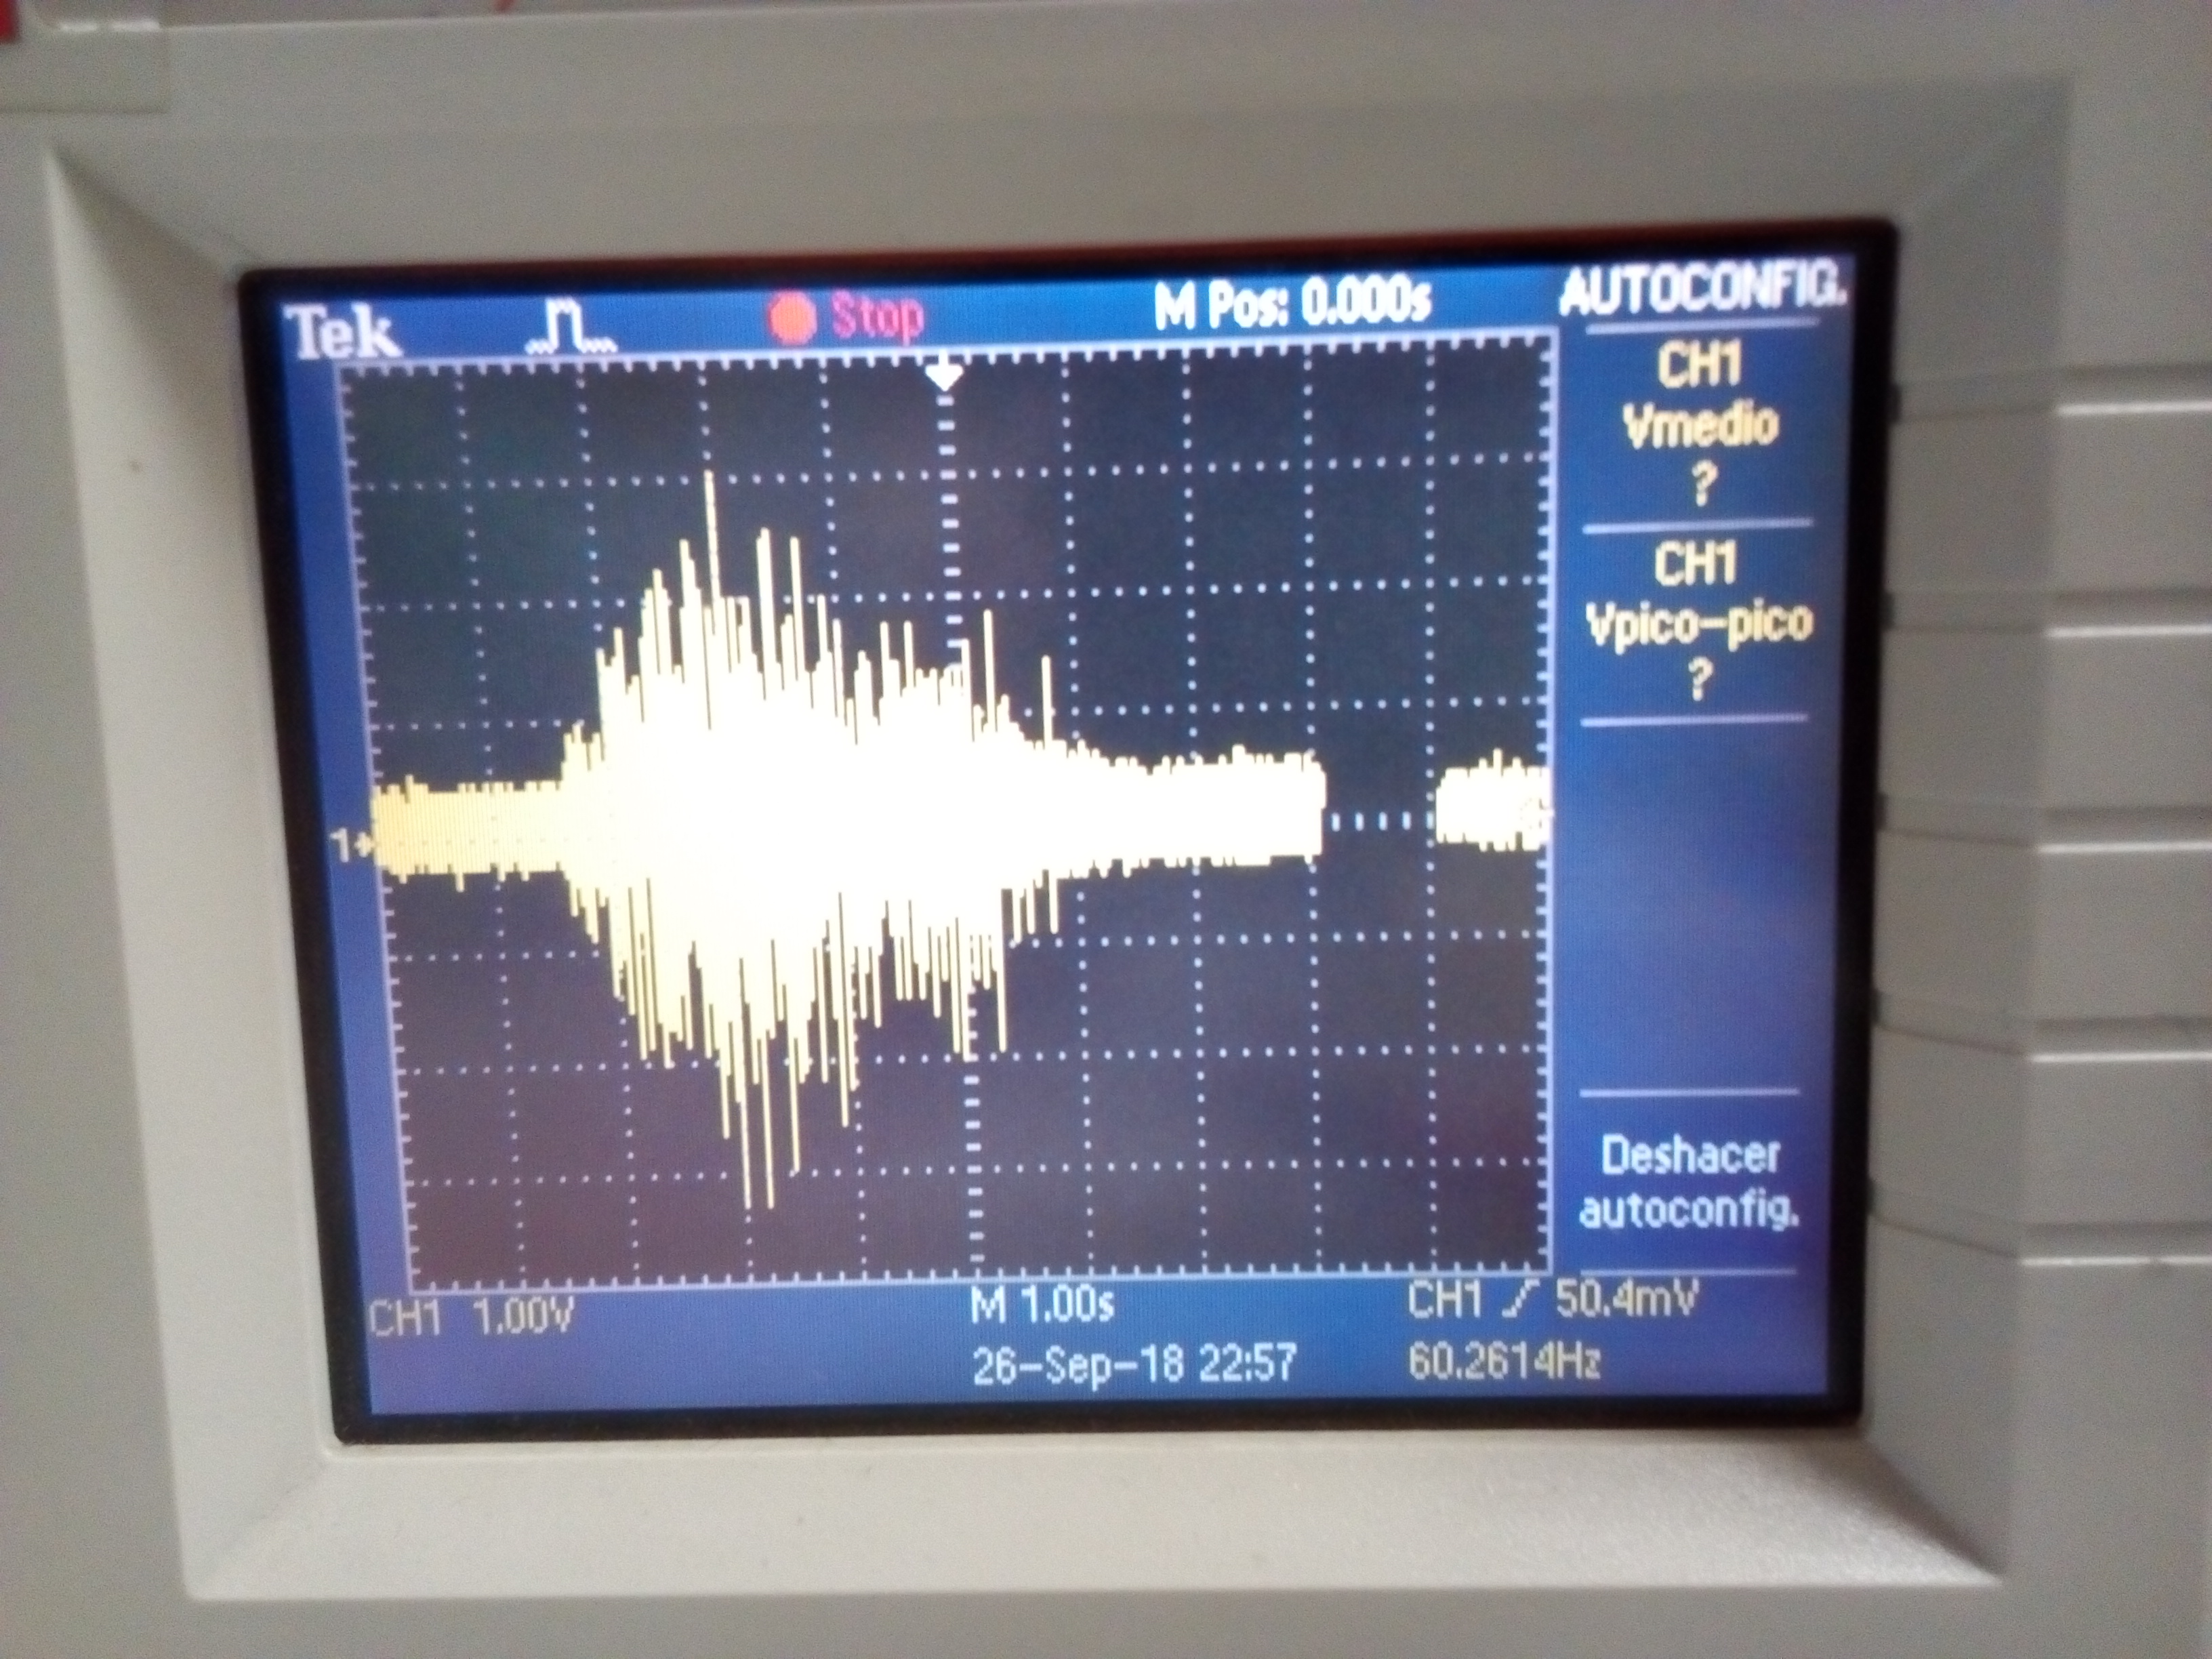 Tek
Stop
M Pos: 0.000s
AUTOCONFIG.
CH1
Vmedio
?
CH1
Vpico-pico
?
1
Deshacer
autoconfig.
CH1 1.00V
M 1.00s
CH1 50.4mV
26-Sep-18 22:57
60.2614Hz